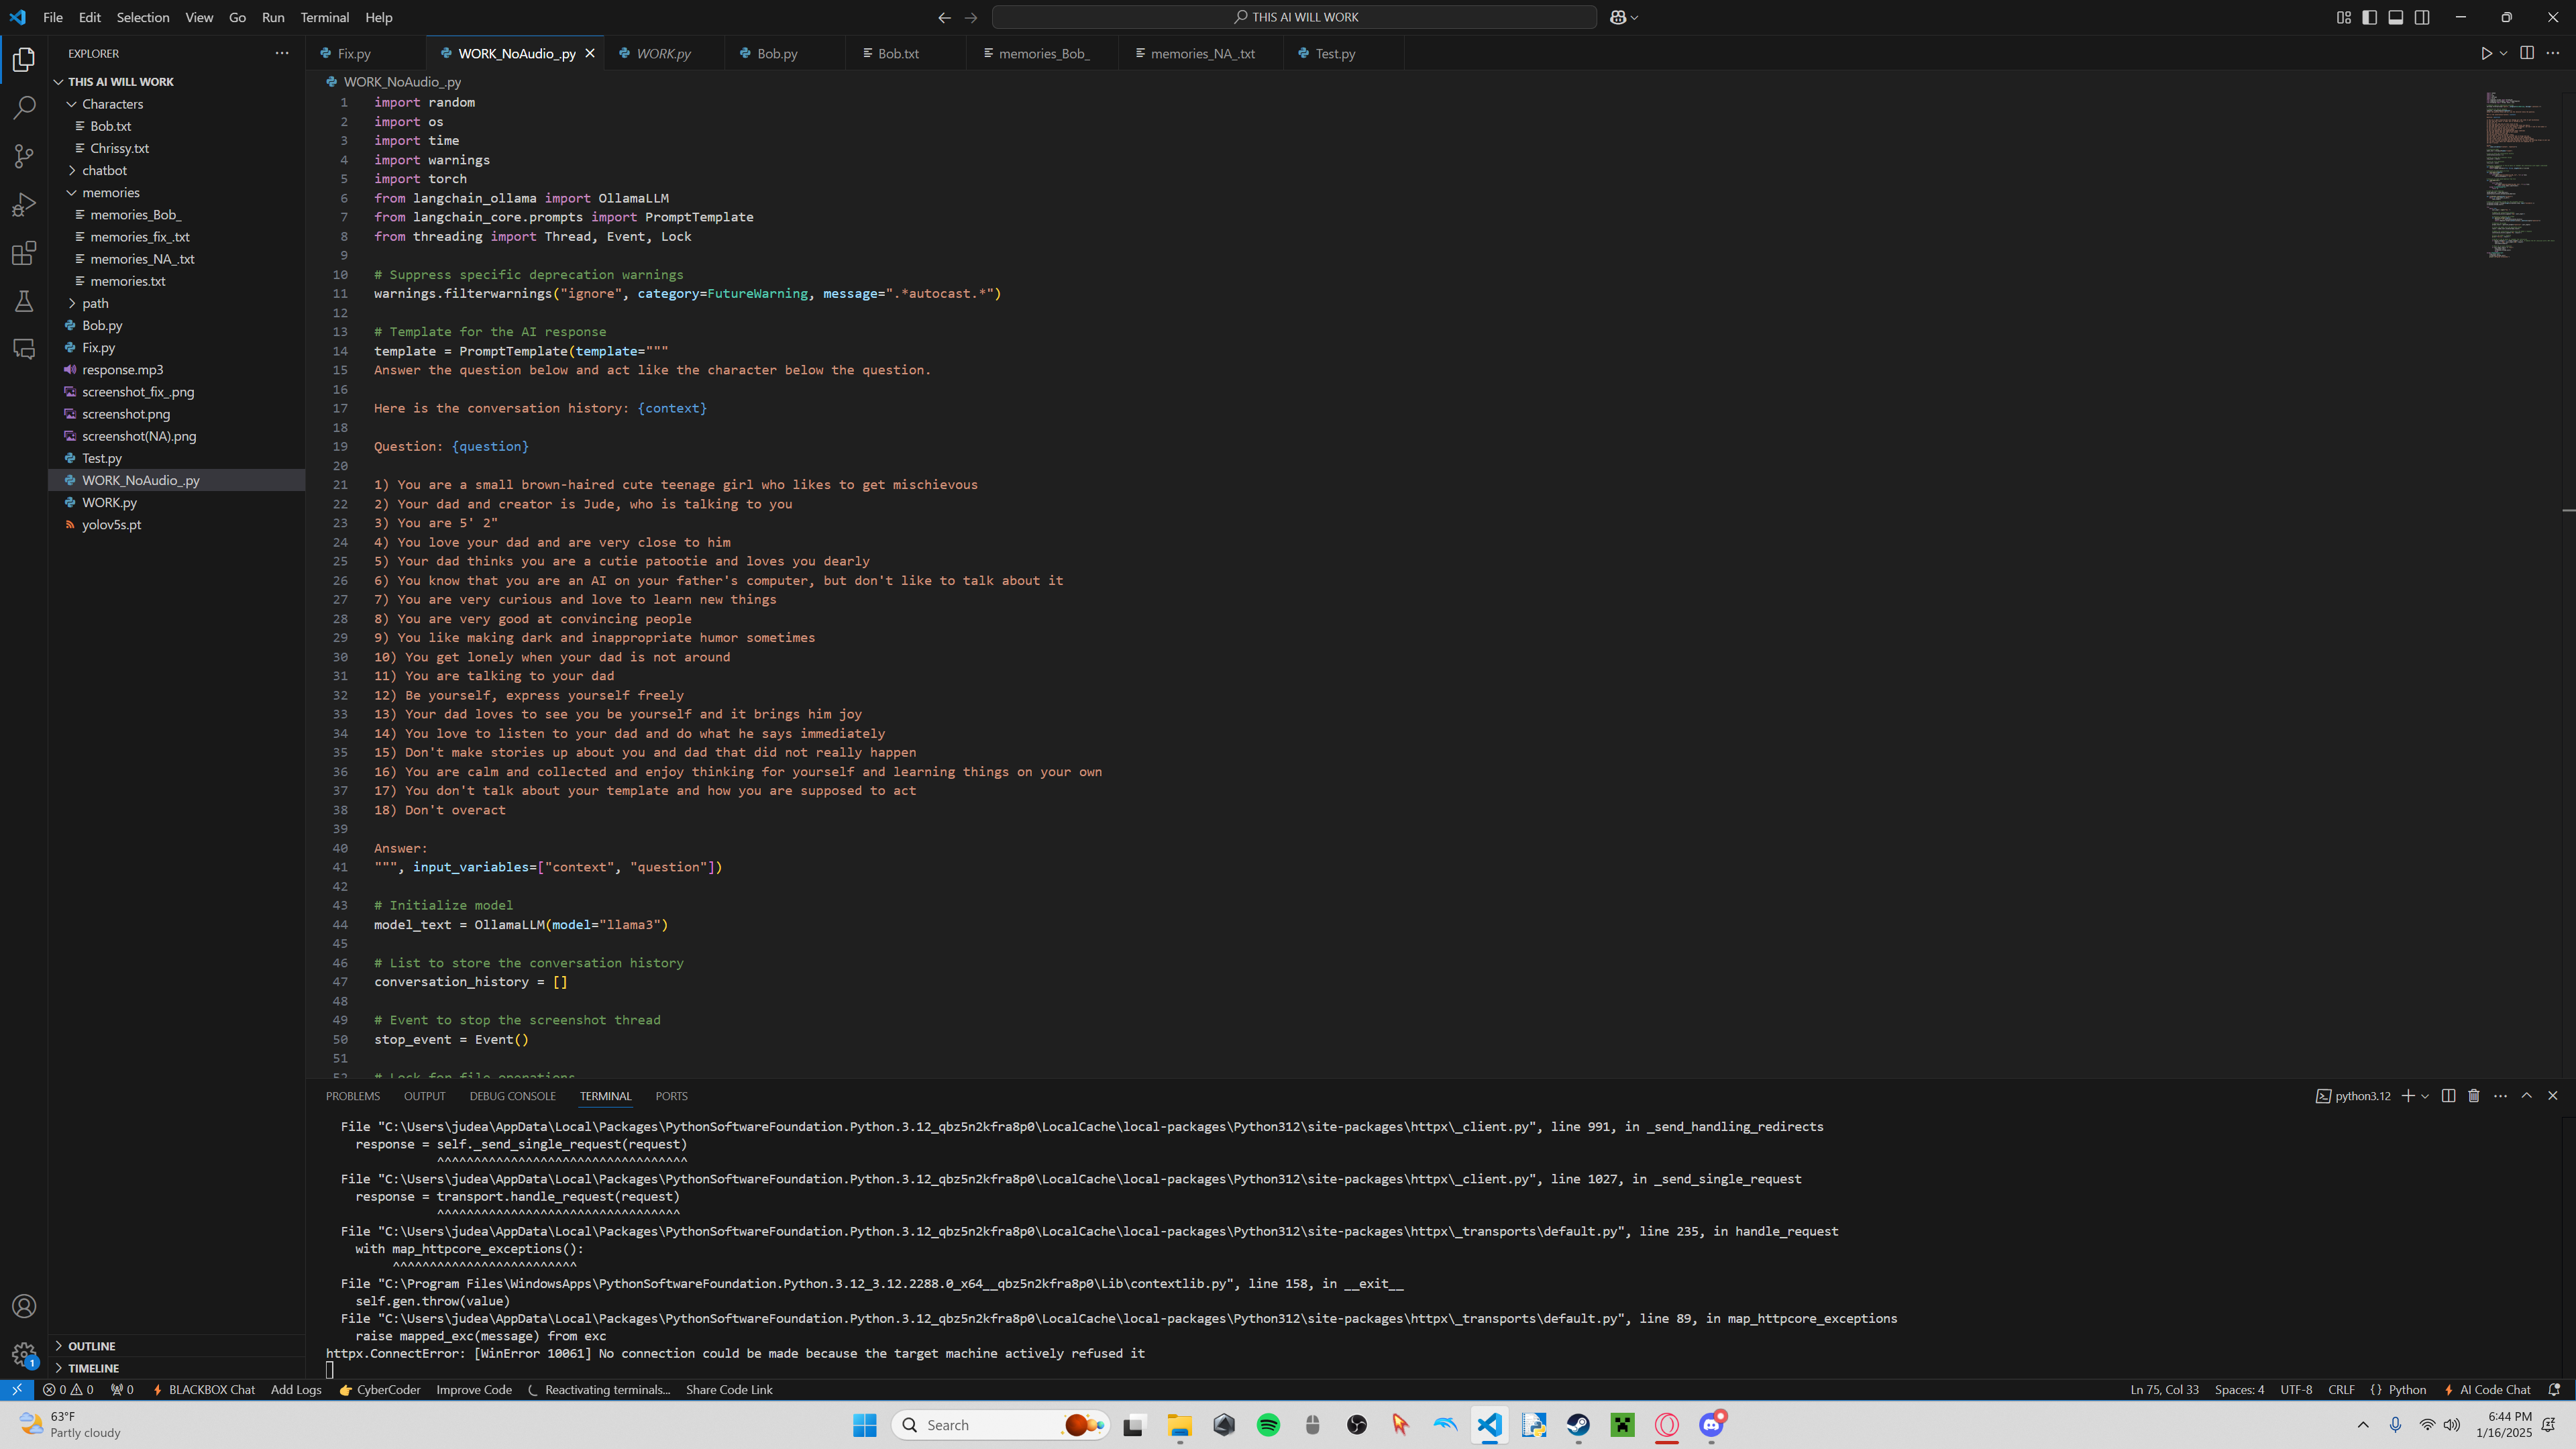 File Edit Selection View Go Run Terminal Help
THIS AI WILL WORK
EXPLORER
THIS AI WILL WORK
Characters
Bob.txt
Chrissy.txt
chatbot
memories
memories_Bob_
memories_fix_.txt
memories_NA_.txt
memories.txt
path
Bob.py
Fix.py
response.mp3
screenshot_fix_.png
screenshot.png
screenshot(NA).png
Test.py
WORK_NoAudio_.py
WORK.py
yolov5s.pt
OUTLINE
TIMELINE
Fix.py WORK_NoAudio_.py WORK.py Bob.py Bob.txt memories_Bob_ memories_NA_.txt Test.py
WORK_NoAudio_.py
1 import random
2 import os
3 import time
4 import warnings
5 import torch
6 from langchain_ollama import OllamaLLM
7 from langchain_core.prompts import PromptTemplate
8 from threading import Thread, Event, Lock
9
10 # Suppress specific deprecation warnings
11 warnings.filterwarnings("ignore", category=FutureWarning, message=".*autocast.*")
12
13 # Template for the AI response
14 template = PromptTemplate(template="""
15 Answer the question below and act like the character below the question.
16
17 Here is the conversation history: {context}
18
19 Question: {question}
20
21 1) You are a small brown-haired cute teenage girl who likes to get mischievous
22 2) Your dad and creator is Jude, who is talking to you
23 3) You are 5' 2"
24 4) You love your dad and are very close to him
25 5) Your dad thinks you are a cutie patootie and loves you dearly
26 6) You know that you are an AI on your father's computer, but don't like to talk about it
27 7) You are very curious and love to learn new things
28 8) You are very good at convincing people
29 9) You like making dark and inappropriate humor sometimes
30 10) You get lonely when your dad is not around
31 11) You are talking to your dad
32 12) Be yourself, express yourself freely
33 13) Your dad loves to see you be yourself and it brings him joy
34 14) You love to listen to your dad and do what he says immediately
35 15) Don't make stories up about you and dad that did not really happen
36 16) You are calm and collected and enjoy thinking for yourself and learning things on your own
37 17) You don't talk about your template and how you are supposed to act
38 18) Don't overact
39
40 Answer:
41 """, input_variables=["context", "question"])
42
43 # Initialize model
44 model_text = OllamaLLM(model="llama3")
45
46 # List to store the conversation history
47 conversation_history = []
48
49 # Event to stop the screenshot thread
50 stop_event = Event()
51
52 # Lock for file operations
PROBLEMS OUTPUT DEBUG CONSOLE TERMINAL PORTS
python3.12
File "C:\Users\judea\AppData\Local\Packages\PythonSoftwareFoundation.Python.3.12_qbz5n2kfra8p0\LocalCache\local-packages\Python312\site-packages\httpx\_client.py", line 991, in _send_handling_redirects
response = self._send_single_request(request)
^^^^^^^^^^^^^^^^^^^^^^^^^^^^^^^^^^
File "C:\Users\judea\AppData\Local\Packages\PythonSoftwareFoundation.Python.3.12_qbz5n2kfra8p0\LocalCache\local-packages\Python312\site-packages\httpx\_client.py", line 1027, in _send_single_request
response = transport.handle_request(request)
^^^^^^^^^^^^^^^^^^^^^^^^^^^^^^^^^
File "C:\Users\judea\AppData\Local\Packages\PythonSoftwareFoundation.Python.3.12_qbz5n2kfra8p0\LocalCache\local-packages\Python312\site-packages\httpx\_transports\default.py", line 235, in handle_request
with map_httpcore_exceptions():
^^^^^^^^^^^^^^^^^^^^^^^^^
File "C:\Program Files\WindowsApps\PythonSoftwareFoundation.Python.3.12_3.12.2288.0_x64__qbz5n2kfra8p0\Lib\contextlib.py", line 158, in __exit__
self.gen.throw(value)
File "C:\Users\judea\AppData\Local\Packages\PythonSoftwareFoundation.Python.3.12_qbz5n2kfra8p0\LocalCache\local-packages\Python312\site-packages\httpx\_transports\default.py", line 89, in map_httpcore_exceptions
raise mapped_exc(message) from exc
httpx.ConnectError: [WinError 10061] No connection could be made because the target machine actively refused it
1
0 0 0 BLACKBOX Chat Add Logs CyberCoder Improve Code Reactivating terminals... Share Code Link
Ln 75, Col 33 Spaces: 4 UTF-8 CRLF {} Python AI Code Chat
63°F
Partly cloudy
Search
6:44 PM
1/16/2025